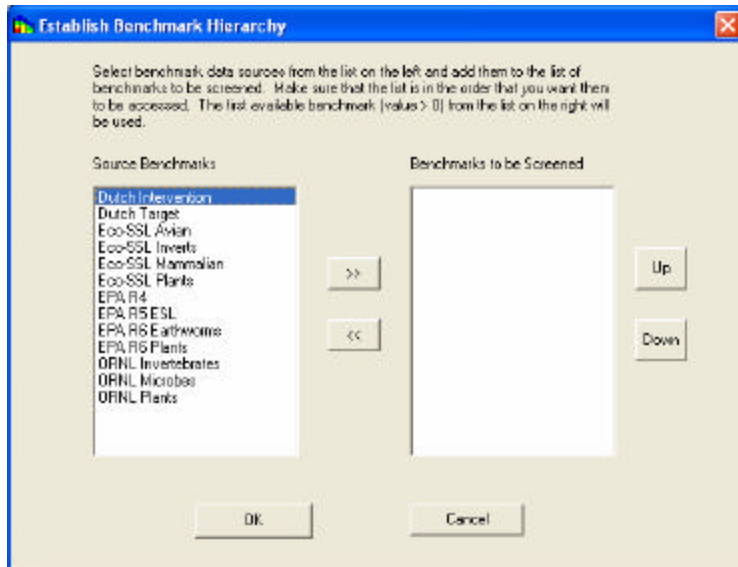 Establish Benchmark Hierarchy
Select benchmark data sources from the list on the left and add them to the list of
benchmarks to be screened. Make sure that the list is in the order that you want them
to be accessed. The first available benchmark (value > 0) from the list on the right will
be used.
Source Benchmarks
Benchmarks to be Screened
Dutch Intervention
Dutch Target
Eco-SSL Avian
Eco-SSL Inverts
Eco-SSL Mammalian
Eco-SSL Plants
EPA R4
EPA R5 ESL
EPA R6 Earthworms
EPA R6 Plants
ORNL Invertebrates
ORNL Microbes
ORNL Plants
>>
<<
Up
Down
OK
Cancel